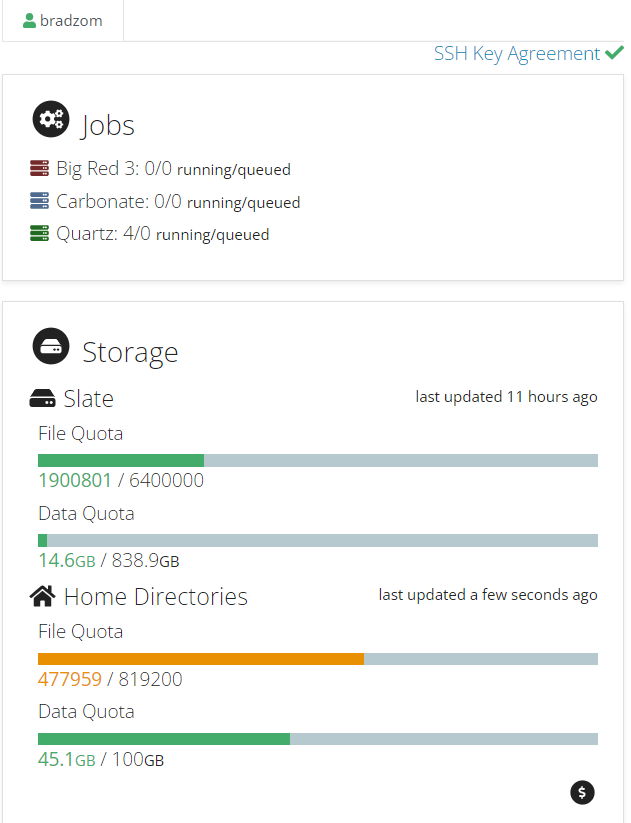 bradzom
SSH Key Agreement
Jobs
Big Red 3: 0/0 running/queued
Carbonate: 0/0 running/queued
Quartz: 4/0 running/queued
Storage
Slate last updated 11 hours ago
File Quota
1900801 / 6400000
Data Quota
14.6GB / 838.9GB
Home Directories last updated a few seconds ago
File Quota
477959 / 819200
Data Quota
45.1GB / 100GB
$